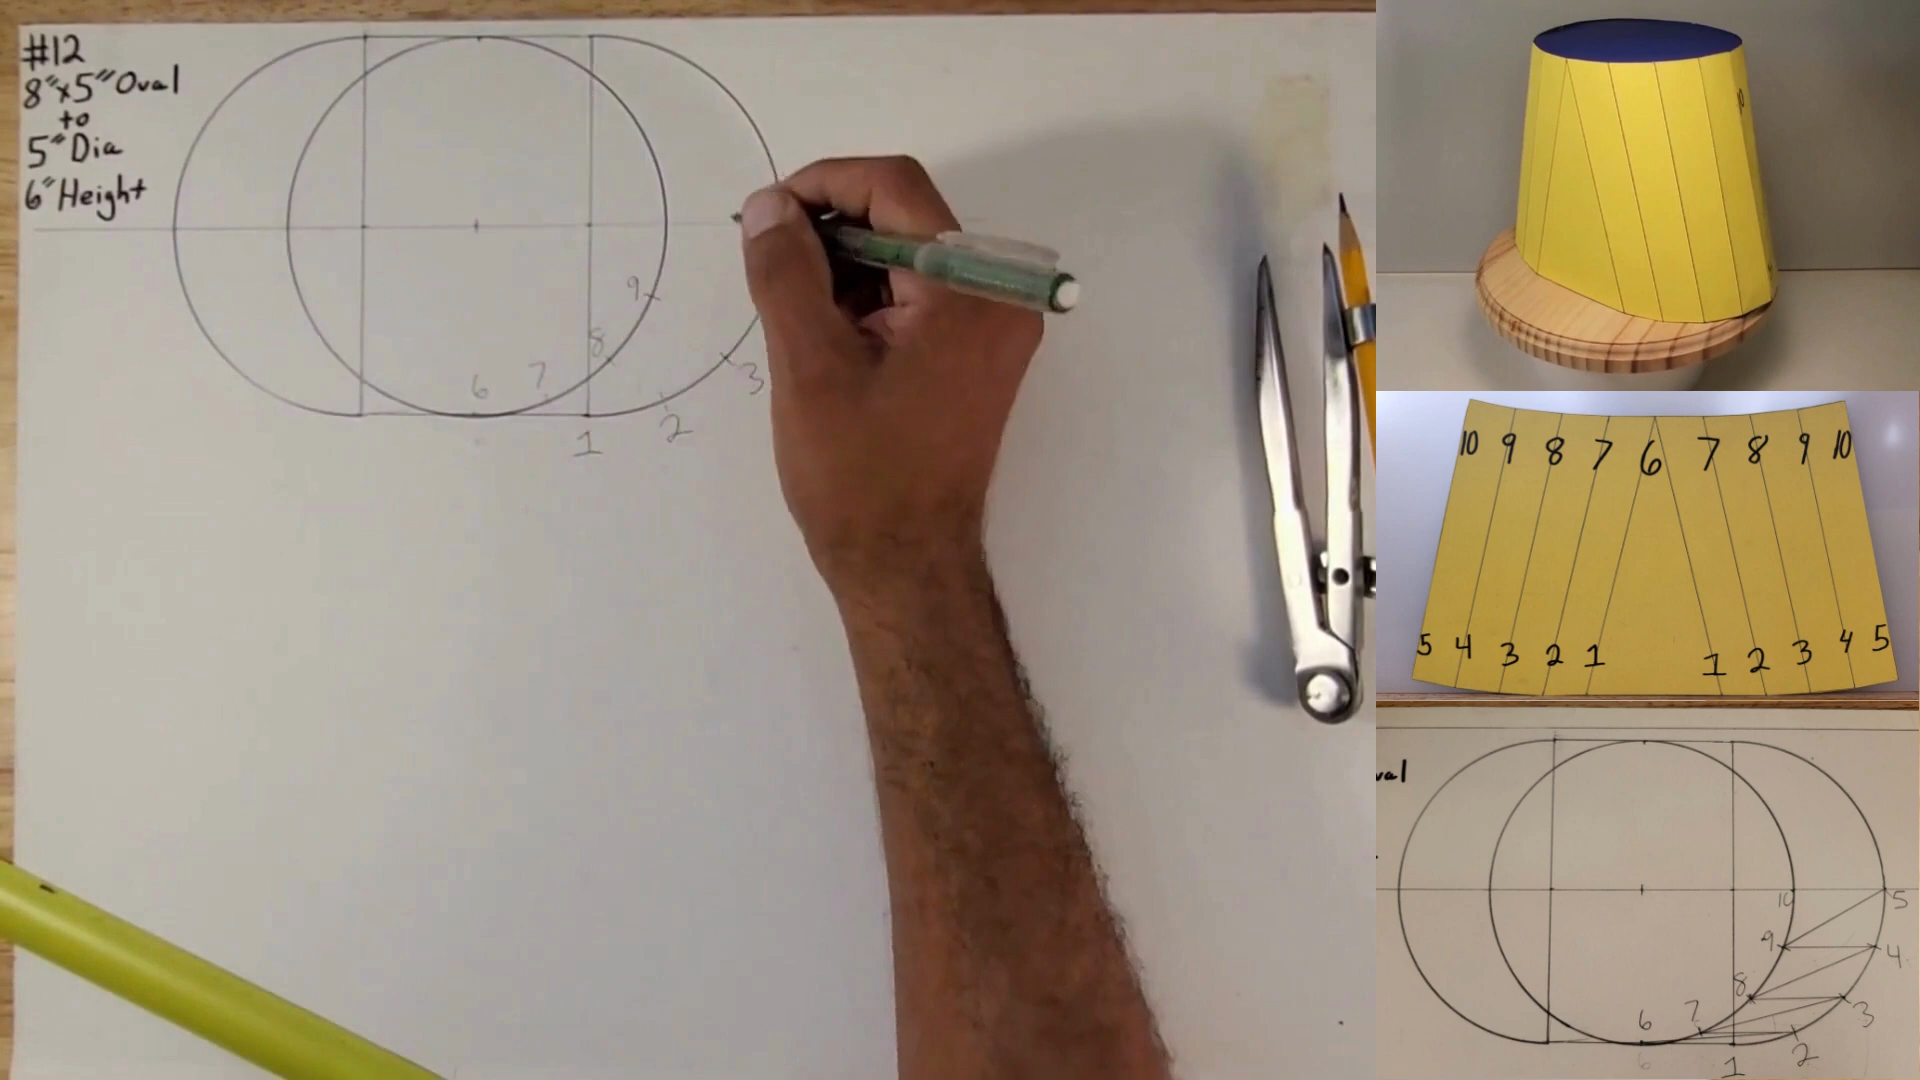 #12
8"x5" Oval
to
5" Dia
6" Height
9
8
7
6
3
2
1
10 9 8 7 6 7 8 9 10
5 4 3 2 1 1 2 3 4 5
10 5
9 4
8
7 3
6
2
6 1